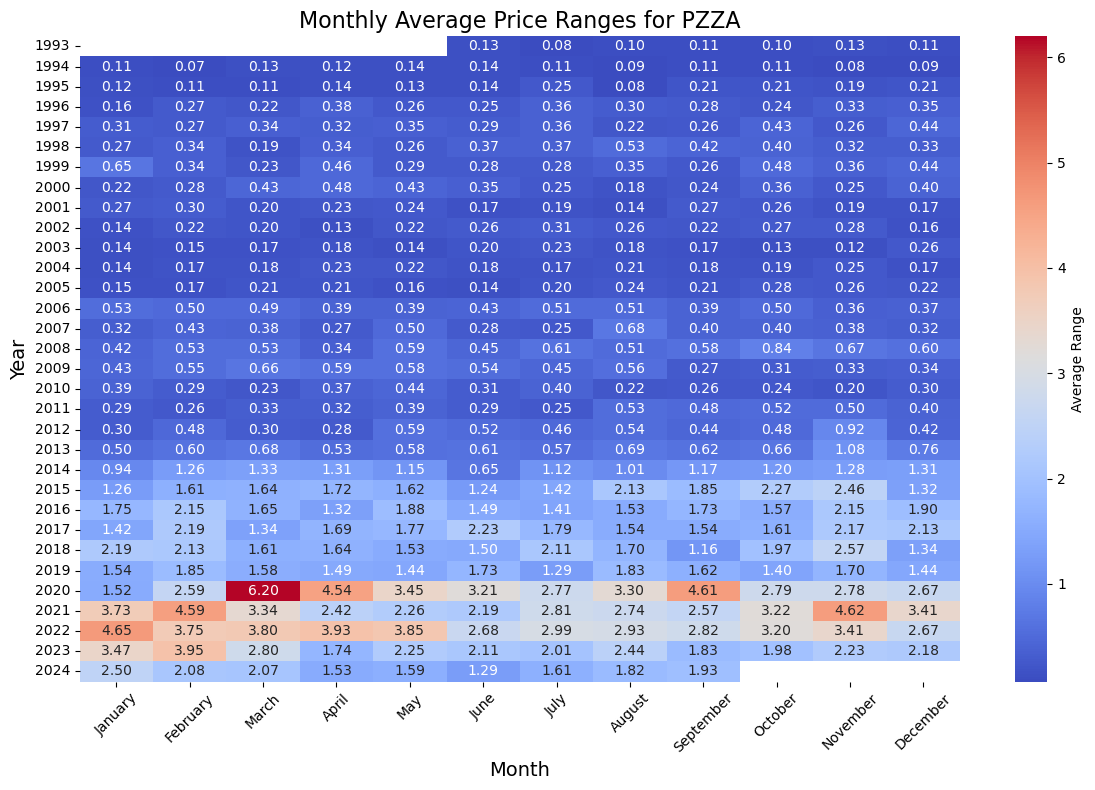 Monthly Average Price Ranges for PZZA
1993 0.13 0.08 0.10 0.11 0.10 0.13 0.11
1994 0.11 0.07 0.13 0.12 0.14 0.14 0.11 0.09 0.11 0.11 0.08 0.09
1995 0.12 0.11 0.11 0.14 0.13 0.14 0.25 0.08 0.21 0.21 0.19 0.21
1996 0.16 0.27 0.22 0.38 0.26 0.25 0.36 0.30 0.28 0.24 0.33 0.35
1997 0.31 0.27 0.34 0.32 0.35 0.29 0.36 0.22 0.26 0.43 0.26 0.44
1998 0.27 0.34 0.19 0.34 0.26 0.37 0.37 0.53 0.42 0.40 0.32 0.33
1999 0.65 0.34 0.23 0.46 0.29 0.28 0.28 0.35 0.26 0.48 0.36 0.44
2000 0.22 0.28 0.43 0.48 0.43 0.35 0.25 0.18 0.24 0.36 0.25 0.40
2001 0.27 0.30 0.20 0.23 0.24 0.17 0.19 0.14 0.27 0.26 0.19 0.17
2002 0.14 0.22 0.20 0.13 0.22 0.26 0.31 0.26 0.22 0.27 0.28 0.16
2003 0.14 0.15 0.17 0.18 0.14 0.20 0.23 0.18 0.17 0.13 0.12 0.26
2004 0.14 0.17 0.18 0.23 0.22 0.18 0.17 0.21 0.18 0.19 0.25 0.17
2005 0.15 0.17 0.21 0.21 0.16 0.14 0.20 0.24 0.21 0.28 0.26 0.22
2006 0.53 0.50 0.49 0.39 0.39 0.43 0.51 0.51 0.39 0.50 0.36 0.37
2007 0.32 0.43 0.38 0.27 0.50 0.28 0.25 0.68 0.40 0.40 0.38 0.32
2008 0.42 0.53 0.53 0.34 0.59 0.45 0.61 0.51 0.58 0.84 0.67 0.60
2009 0.43 0.55 0.66 0.59 0.58 0.54 0.45 0.56 0.27 0.31 0.33 0.34
2010 0.39 0.29 0.23 0.37 0.44 0.31 0.40 0.22 0.26 0.24 0.20 0.30
2011 0.29 0.26 0.33 0.32 0.39 0.29 0.25 0.53 0.48 0.52 0.50 0.40
2012 0.30 0.48 0.30 0.28 0.59 0.52 0.46 0.54 0.44 0.48 0.92 0.42
2013 0.50 0.60 0.68 0.53 0.58 0.61 0.57 0.69 0.62 0.66 1.08 0.76
2014 0.94 1.26 1.33 1.31 1.15 0.65 1.12 1.01 1.17 1.20 1.28 1.31
2015 1.26 1.61 1.64 1.72 1.62 1.24 1.42 2.13 1.85 2.27 2.46 1.32
2016 1.75 2.15 1.65 1.32 1.88 1.49 1.41 1.53 1.73 1.57 2.15 1.90
2017 1.42 2.19 1.34 1.69 1.77 2.23 1.79 1.54 1.54 1.61 2.17 2.13
2018 2.19 2.13 1.61 1.64 1.53 1.50 2.11 1.70 1.16 1.97 2.57 1.34
2019 1.54 1.85 1.58 1.49 1.44 1.73 1.29 1.83 1.62 1.40 1.70 1.44
2020 1.52 2.59 6.20 4.54 3.45 3.21 2.77 3.30 4.61 2.79 2.78 2.67
2021 3.73 4.59 3.34 2.42 2.26 2.19 2.81 2.74 2.57 3.22 4.62 3.41
2022 4.65 3.75 3.80 3.93 3.85 2.68 2.99 2.93 2.82 3.20 3.41 2.67
2023 3.47 3.95 2.80 1.74 2.25 2.11 2.01 2.44 1.83 1.98 2.23 2.18
2024 2.50 2.08 2.07 1.53 1.59 1.29 1.61 1.82 1.93
January February March April May June July August September October November December
Month
Year
6
5
4
3
2
1
Average Range